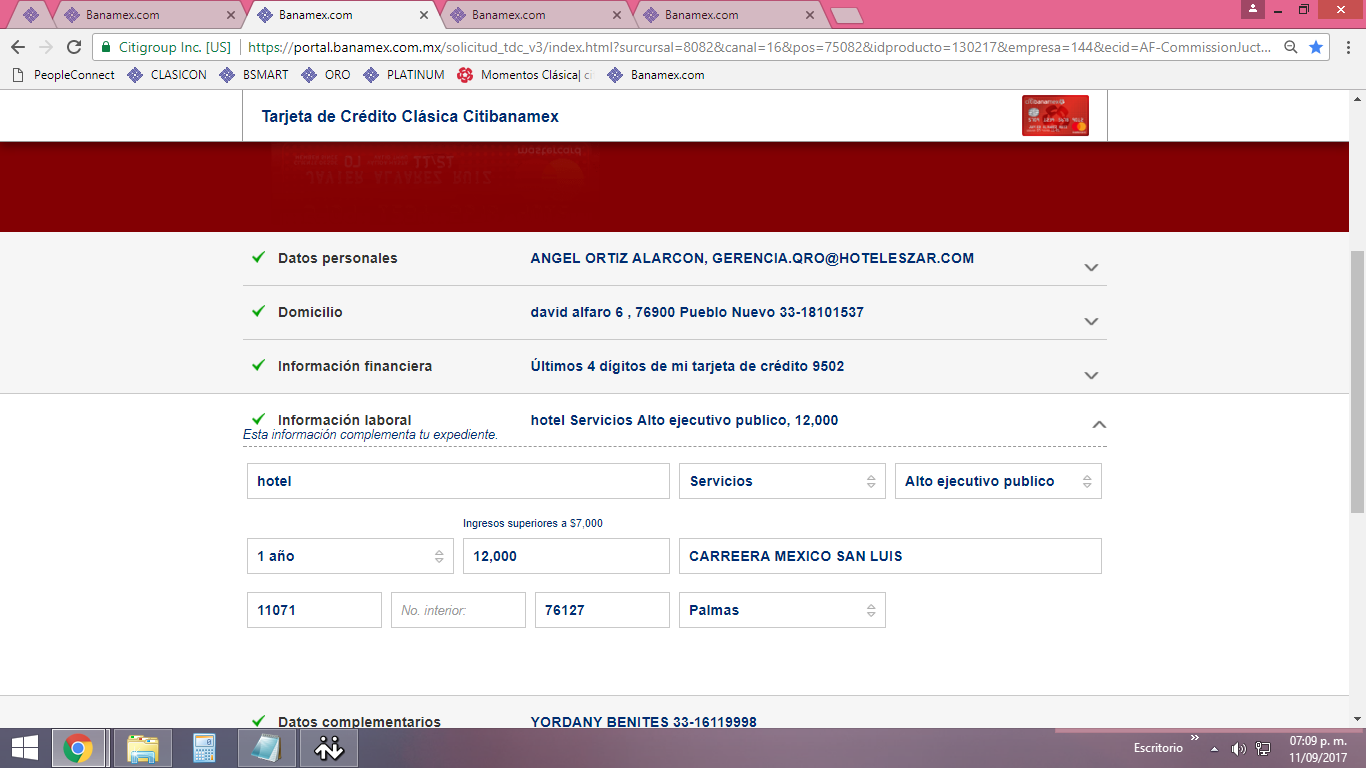 Banamex.com
Banamex.com
Banamex.com
Banamex.com
Citigroup Inc. [US] https://portal.banamex.com.mx/solicitud_tdc_v3/index.html?sursursal=8082&canal=16&pos=75082&idproducto=130217&empresa=144&ecid=AF-CommissionJuct...
PeopleConnect CLASICON BSMART ORO PLATINUM Momentos Clásica| ci Banamex.com
Tarjeta de Crédito Clásica Citibanamex
Datos personales ANGEL ORTIZ ALARCON, GERENCIA.QRO@HOTELESZAR.COM
Domicilio david alfaro 6 , 76900 Pueblo Nuevo 33-18101537
Información financiera Últimos 4 dígitos de mi tarjeta de crédito 9502
Información laboral hotel Servicios Alto ejecutivo publico, 12,000
Esta información complementa tu expediente.
hotel Servicios Alto ejecutivo publico
Ingresos superiores a $7,000
1 año 12,000 CARREERA MEXICO SAN LUIS
11071 No. interior: 76127 Palmas
Datos complementarios YORDANY BENITES 33-16119998
Escritorio » 07:09 p. m.
11/09/2017